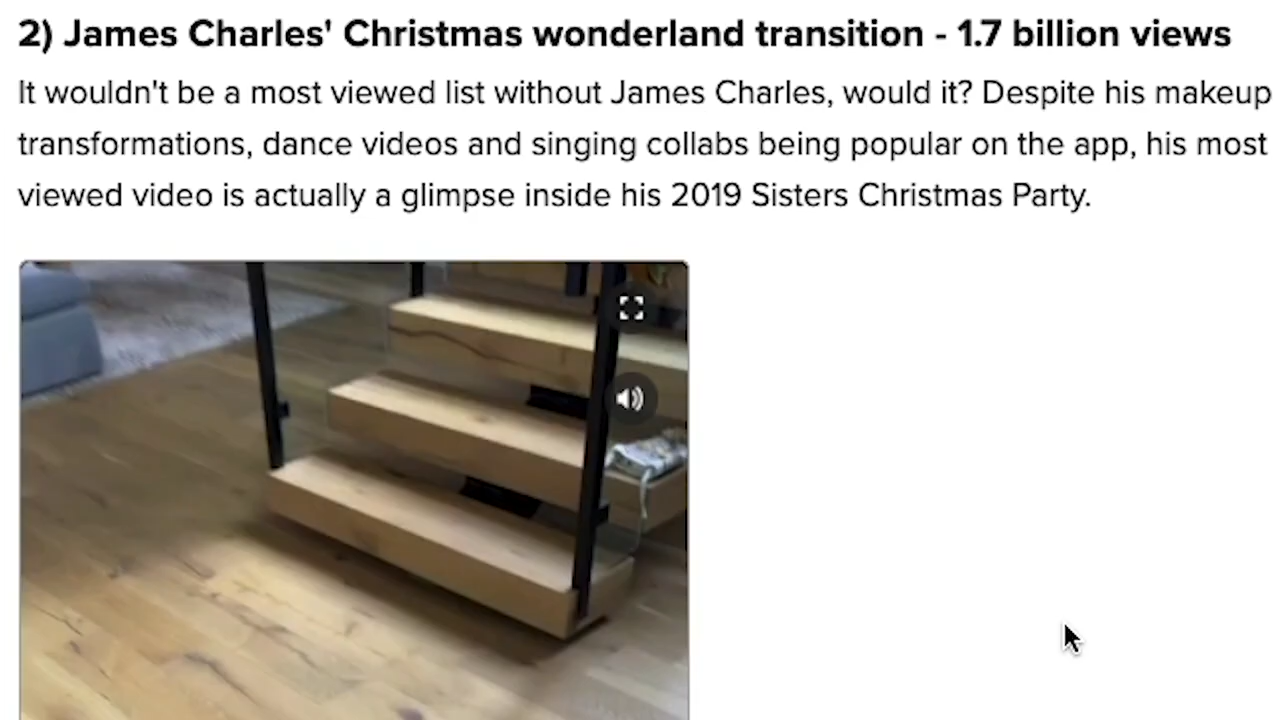 2) James Charles' Christmas wonderland transition - 1.7 billion views
It wouldn't be a most viewed list without James Charles, would it? Despite his makeup
transformations, dance videos and singing collabs being popular on the app, his most
viewed video is actually a glimpse inside his 2019 Sisters Christmas Party.